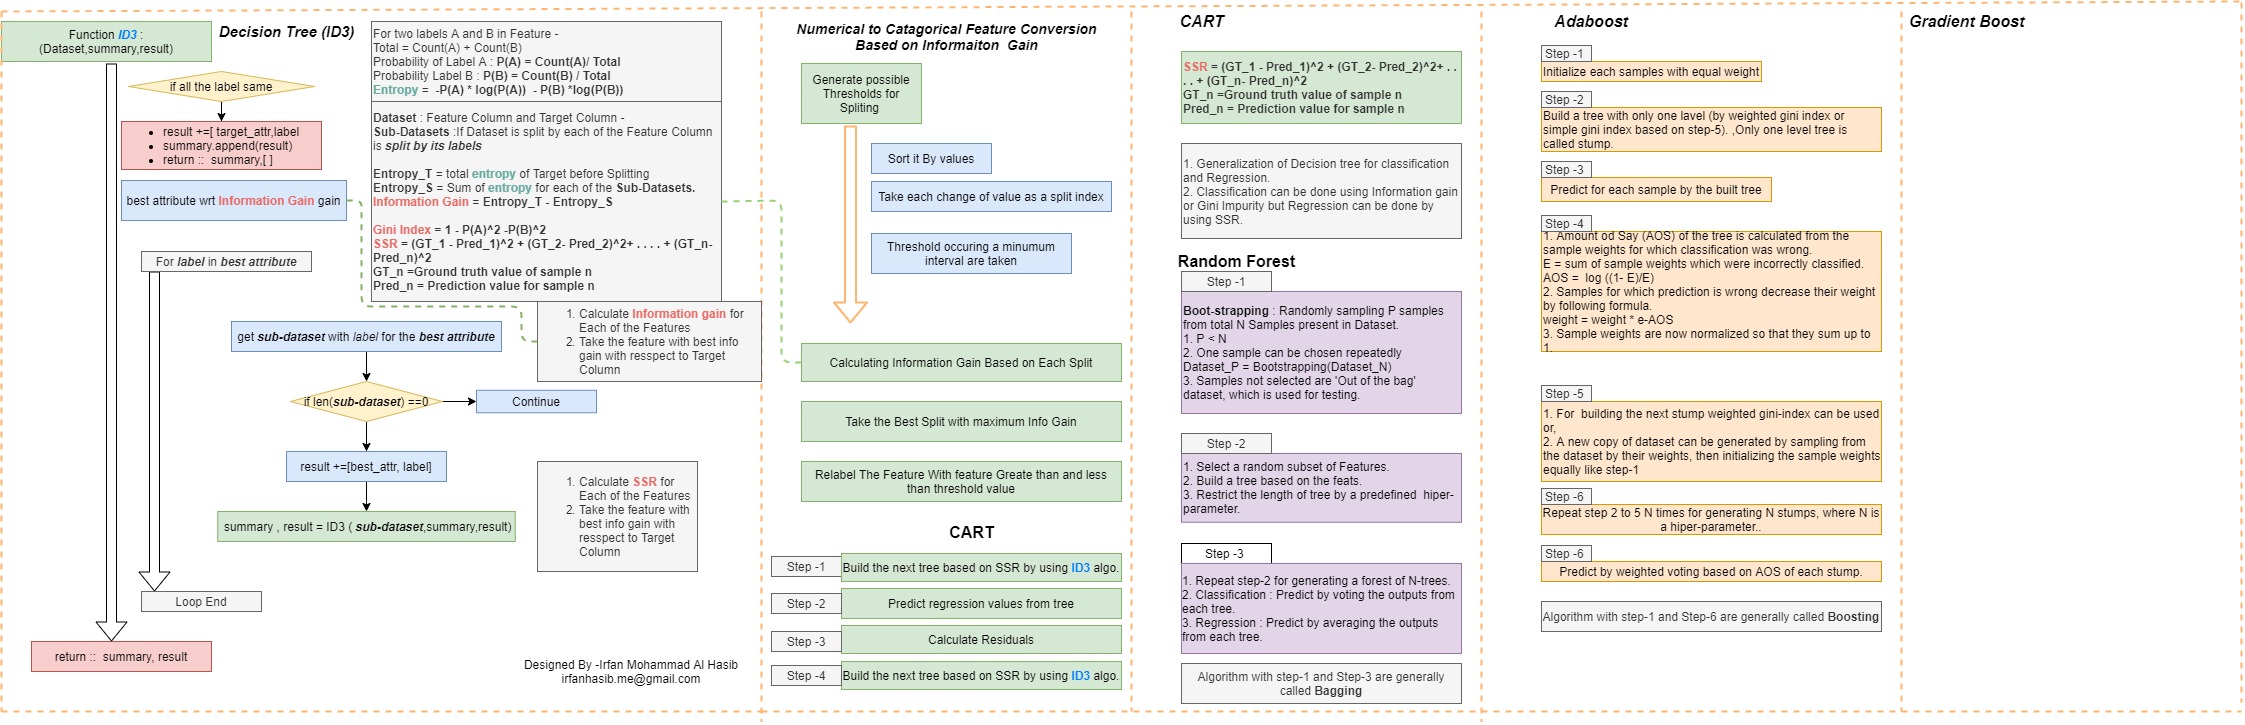 Function ID3 :
(Dataset,summary,result)
Decision Tree (ID3)
if all the label same
result +=[ target_attr,label
summary.append(result)
return :: summary,[ ]
best attribute wrt Information Gain gain
For label in best attribute
get sub-dataset with label for the best attribute
if len(sub-dataset) ==0
Continue
result +=[best_attr, label]
summary , result = ID3 ( sub-dataset,summary,result)
Loop End
return :: summary, result
For two labels A and B in Feature -
Total = Count(A) + Count(B)
Probability of Label A : P(A) = Count(A)/ Total
Probability Label B : P(B) = Count(B) / Total
Entropy = -P(A) * log(P(A)) - P(B) *log(P(B))
Dataset : Feature Column and Target Column -
Sub-Datasets :If Dataset is split by each of the Feature Column
is split by its labels
Entropy_T = total entropy of Target before Splitting
Entropy_S = Sum of entropy for each of the Sub-Datasets.
Information Gain = Entropy_T - Entropy_S
Gini Index = 1 - P(A)^2 -P(B)^2
SSR = (GT_1 - Pred_1)^2 + (GT_2- Pred_2)^2+ . . . . + (GT_n-
Pred_n)^2
GT_n =Ground truth value of sample n
Pred_n = Prediction value for sample n
1. Calculate Information gain for
Each of the Features
2. Take the feature with best info
gain with resspect to Target
Column
1. Calculate SSR for
Each of the Features
2. Take the feature with
best info gain with
resspect to Target
Column
Designed By -Irfan Mohammad Al Hasib
irfanhasib.me@gmail.com
Numerical to Catagorical Feature Conversion
Based on Informaiton Gain
Generate possible
Thresholds for
Spliting
Sort it By values
Take each change of value as a split index
Threshold occuring a minumum
interval are taken
Calculating Information Gain Based on Each Split
Take the Best Split with maximum Info Gain
Relabel The Feature With feature Greate than and less
than threshold value
CART
Step -1
Build the next tree based on SSR by using ID3 algo.
Step -2
Predict regression values from tree
Step -3
Calculate Residuals
Step -4
Build the next tree based on SSR by using ID3 algo.
CART
SSR = (GT_1 - Pred_1)^2 + (GT_2- Pred_2)^2+ . .
. . + (GT_n- Pred_n)^2
GT_n =Ground truth value of sample n
Pred_n = Prediction value for sample n
1. Generalization of Decision tree for classification
and Regression.
2. Classification can be done using Information gain
or Gini Impurity but Regression can be done by
using SSR.
Random Forest
Step -1
Boot-strapping : Randomly sampling P samples
from total N Samples present in Dataset.
1. P < N
2. One sample can be chosen repeatedly
Dataset_P = Bootstrapping(Dataset_N)
3. Samples not selected are 'Out of the bag'
dataset, which is used for testing.
Step -2
1. Select a random subset of Features.
2. Build a tree based on the feats.
3. Restrict the length of tree by a predefined hiper-
parameter.
Step -3
1. Repeat step-2 for generating a forest of N-trees.
2. Classification : Predict by voting the outputs from
each tree.
3. Regression : Predict by averaging the outputs
from each tree.
Algorithm with step-1 and Step-3 are generally
called Bagging
Adaboost
Step -1
Initialize each samples with equal weight
Step -2
Build a tree with only one lavel (by weighted gini index or
simple gini index based on step-5). ,Only one level tree is
called stump.
Step -3
Predict for each sample by the built tree
Step -4
1. Amount od Say (AOS) of the tree is calculated from the
sample weights for which classification was wrong.
E = sum of sample weights which were incorrectly classified.
AOS = log ((1- E)/E)
2. Samples for which prediction is wrong decrease their weight
by following formula.
weight = weight * e-AOS
3. Sample weights are now normalized so that they sum up to
1.
Step -5
1. For building the next stump weighted gini-index can be used
or,
2. A new copy of dataset can be generated by sampling from
the dataset by their weights, then initializing the sample weights
equally like step-1
Step -6
Repeat step 2 to 5 N times for generating N stumps, where N is
a hiper-parameter..
Step -6
Predict by weighted voting based on AOS of each stump.
Algorithm with step-1 and Step-6 are generally called Boosting
Gradient Boost